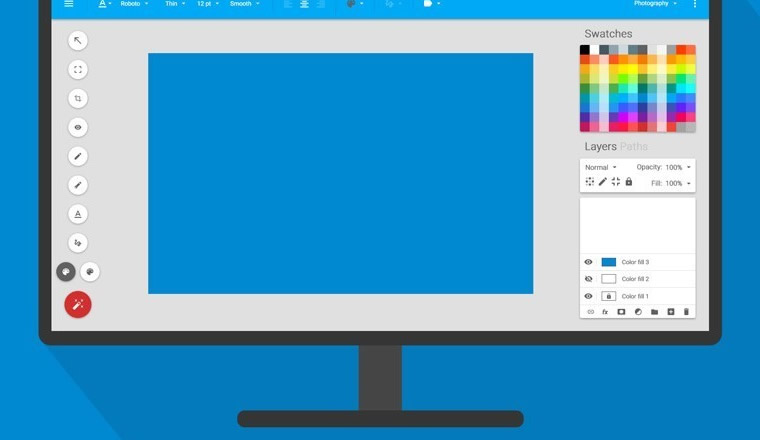 A Roboto Thin 12 pt Smooth Photography
Swatches
A
Layers Paths
Normal Opacity: 100%
Fill: 100%
Color fill 3
Color fill 2
Color fill 1
fx